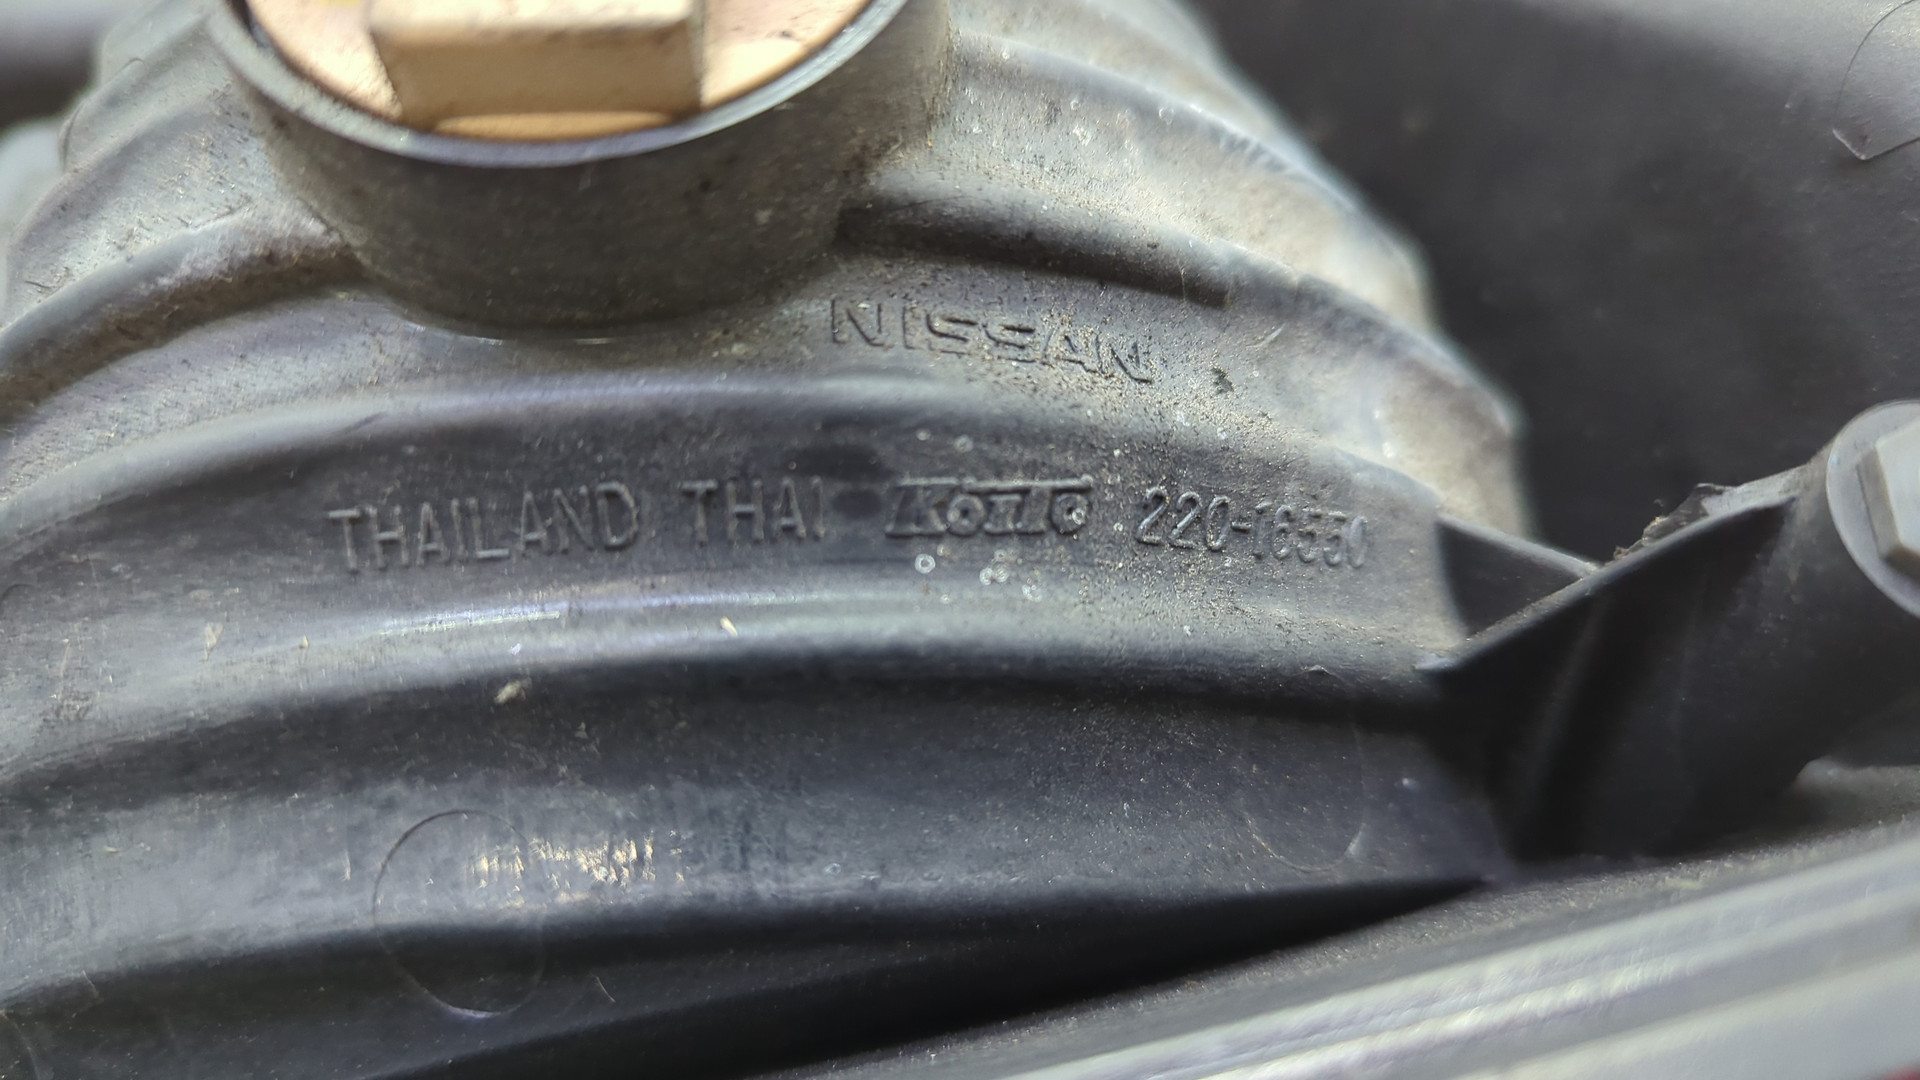 NISSAN
THAILAND THAI KOITO 220-16550